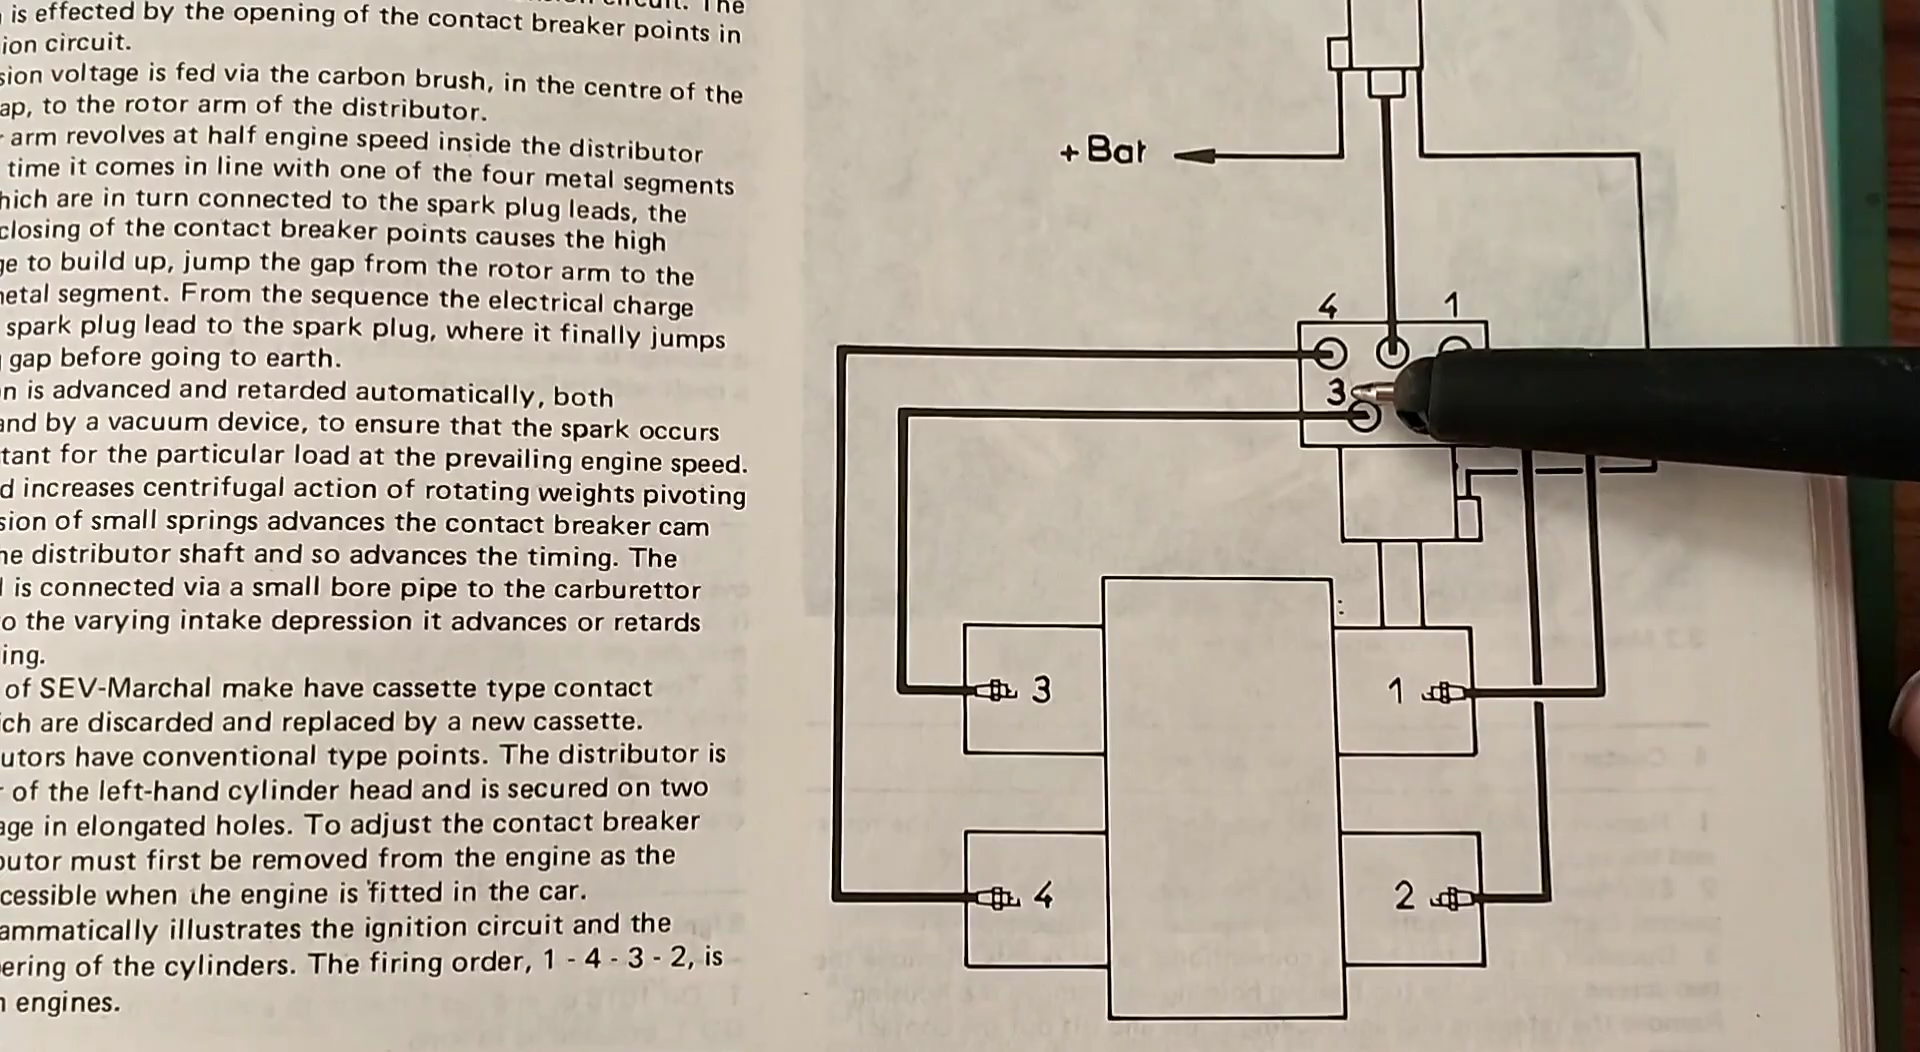 is effected by the opening of the contact breaker points in
ion circuit.
sion voltage is fed via the carbon brush, in the centre of the
ap, to the rotor arm of the distributor.
arm revolves at half engine speed inside the distributor
time it comes in line with one of the four metal segments
hich are in turn connected to the spark plug leads, the
closing of the contact breaker points causes the high
ge to build up, jump the gap from the rotor arm to the
netal segment. From the sequence the electrical charge
spark plug lead to the spark plug, where it finally jumps
gap before going to earth.
n is advanced and retarded automatically, both
and by a vacuum device, to ensure that the spark occurs
tant for the particular load at the prevailing engine speed.
d increases centrifugal action of rotating weights pivoting
sion of small springs advances the contact breaker cam
he distributor shaft and so advances the timing. The
is connected via a small bore pipe to the carburettor
o the varying intake depression it advances or retards
ing.
of SEV-Marchal make have cassette type contact
ich are discarded and replaced by a new cassette.
utors have conventional type points. The distributor is
of the left-hand cylinder head and is secured on two
age in elongated holes. To adjust the contact breaker
butor must first be removed from the engine as the
cessible when the engine is fitted in the car.
ammatically illustrates the ignition circuit and the
ering of the cylinders. The firing order, 1 - 4 - 3 - 2, is
engines.
+ Bat
4 1
3
3 1
4 2